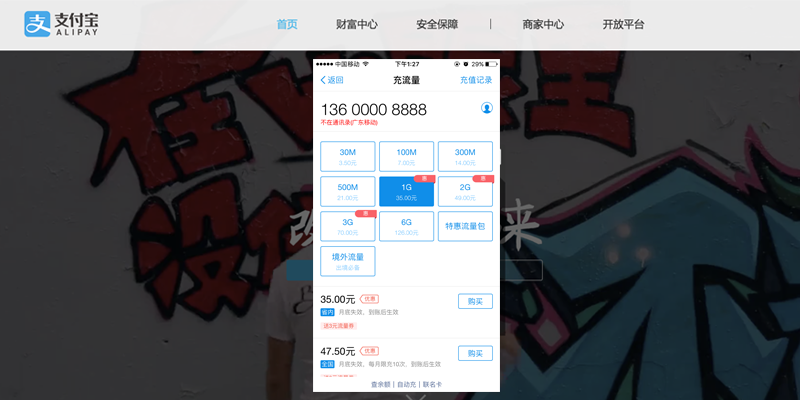 支付宝
ALIPAY
首页 财富中心 安全保障 | 商家中心 开放平台
中国移动 下午1:27 29%
返回 充流量 充值记录
136 0000 8888
不在通讯录(广东移动)
30M 100M 300M
3.50元 7.00元 14.00元
惠 惠
500M 1G 2G
21.00元 35.00元 49.00元
惠
3G 6G 特惠流量包
70.00元 126.30元
境外流量
出境必备
没
来
35.00元 优惠 购买
省内 月底失效、到账后生效
送3元流量券
47.50元 优惠 购买
全国 月底失效、每月限充10次、到账后生效
查余额 | 自动充 | 联名卡